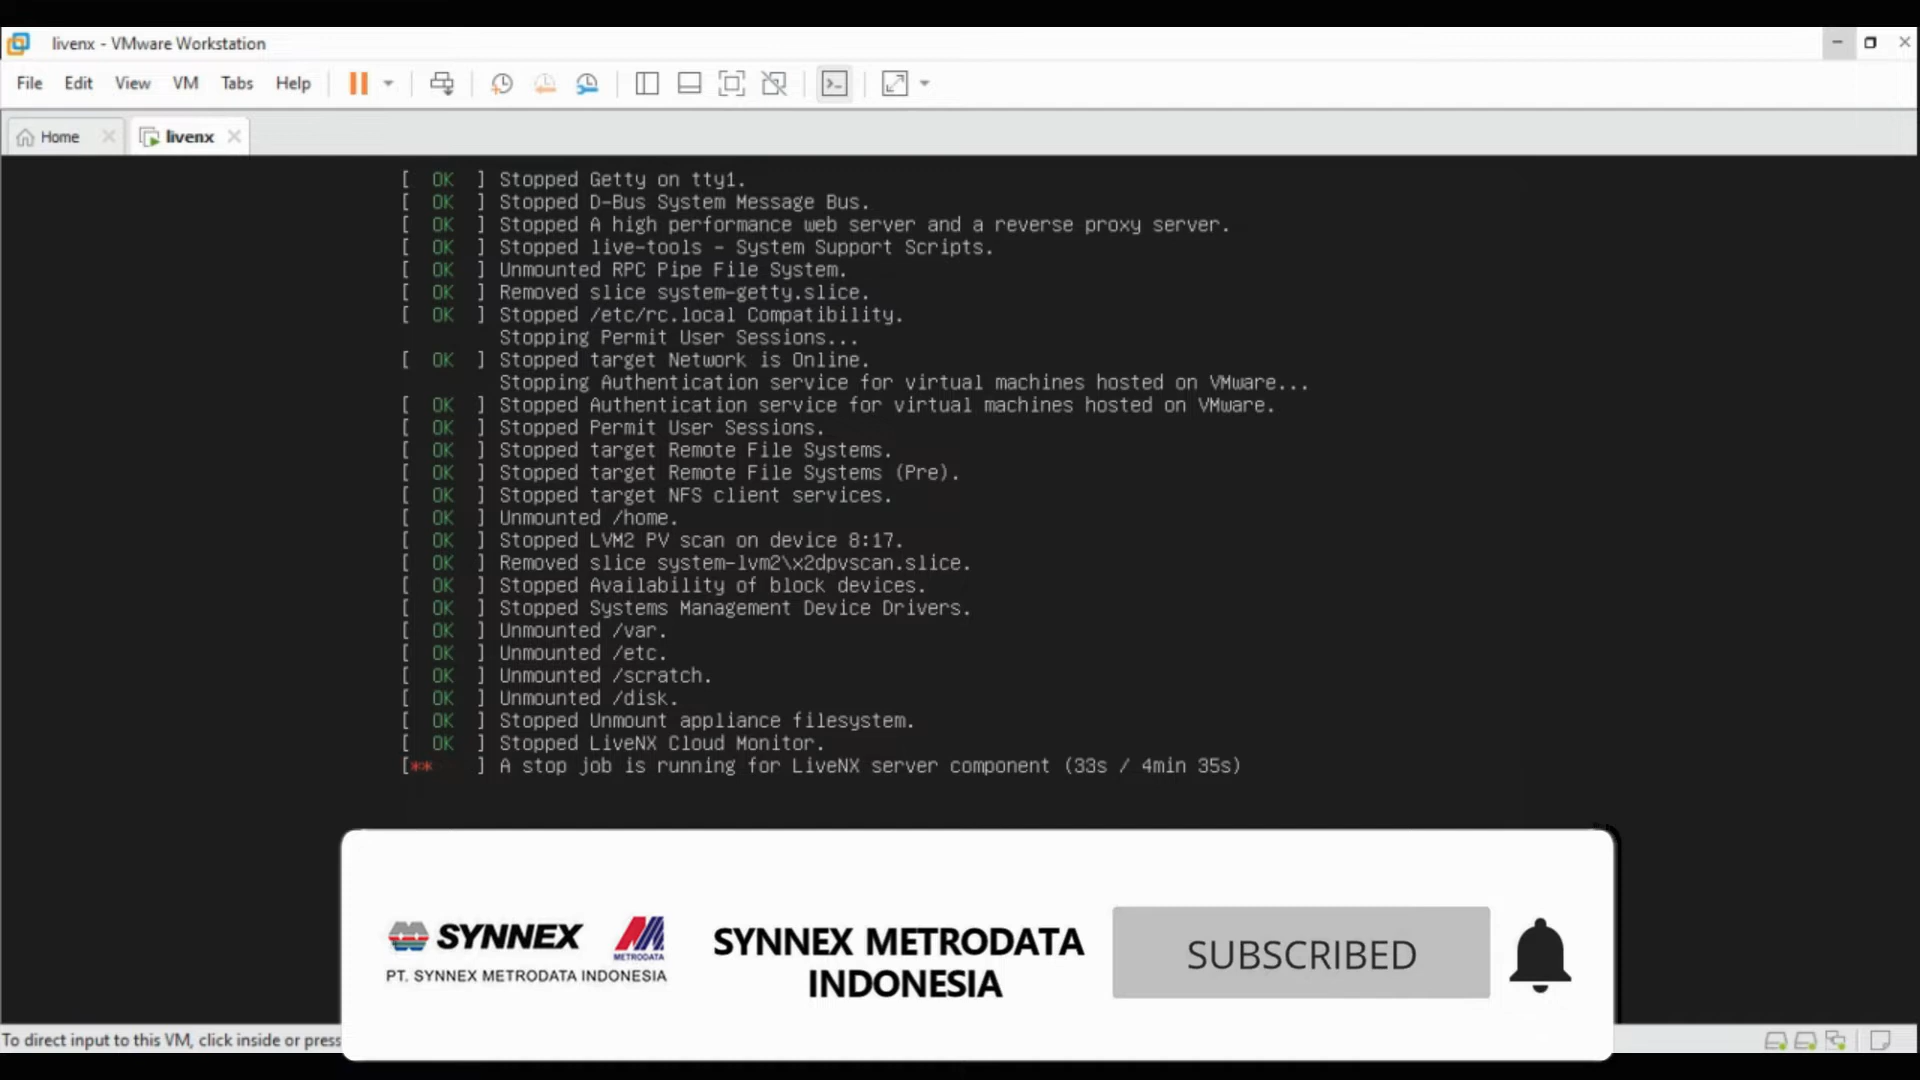 livenx - VMware Workstation
File Edit View VM Tabs Help
Home livenx
[ OK ] Stopped Getty on tty1.
[ OK ] Stopped D-Bus System Message Bus.
[ OK ] Stopped A high performance web server and a reverse proxy server.
[ OK ] Stopped live-tools - System Support Scripts.
[ OK ] Unmounted RPC Pipe File System.
[ OK ] Removed slice system-getty.slice.
[ OK ] Stopped /etc/rc.local Compatibility.
Stopping Permit User Sessions...
[ OK ] Stopped target Network is Online.
Stopping Authentication service for virtual machines hosted on VMware...
[ OK ] Stopped Authentication service for virtual machines hosted on VMware.
[ OK ] Stopped Permit User Sessions.
[ OK ] Stopped target Remote File Systems.
[ OK ] Stopped target Remote File Systems (Pre).
[ OK ] Stopped target NFS client services.
[ OK ] Unmounted /home.
[ OK ] Stopped LVM2 PV scan on device 8:17.
[ OK ] Removed slice system-lvm2\x2dpvscan.slice.
[ OK ] Stopped Availability of block devices.
[ OK ] Stopped Systems Management Device Drivers.
[ OK ] Unmounted /var.
[ OK ] Unmounted /etc.
[ OK ] Unmounted /scratch.
[ OK ] Unmounted /disk.
[ OK ] Stopped Unmount appliance filesystem.
[ OK ] Stopped LiveNX Cloud Monitor.
[** ] A stop job is running for LiveNX server component (33s / 4min 35s)
SYNNEX METRODATA
PT. SYNNEX METRODATA INDONESIA
SYNNEX METRODATA
INDONESIA
SUBSCRIBED
To direct input to this VM, click inside or press